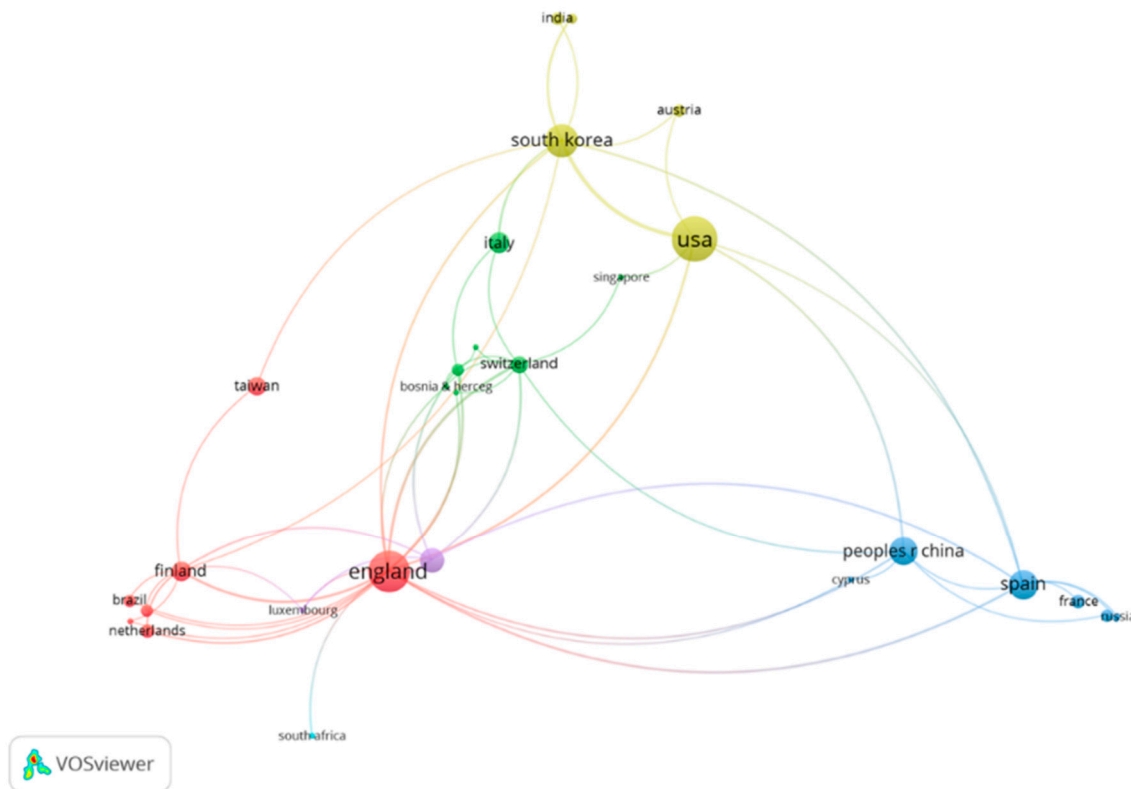 india
austria
south korea
usa
italy
singapore
switzerland
bosnia & herceg
taiwan
peoples r china
finland
england
cyprus
spain
brazil
luxembourg
france
russia
netherlands
south africa
VOSviewer